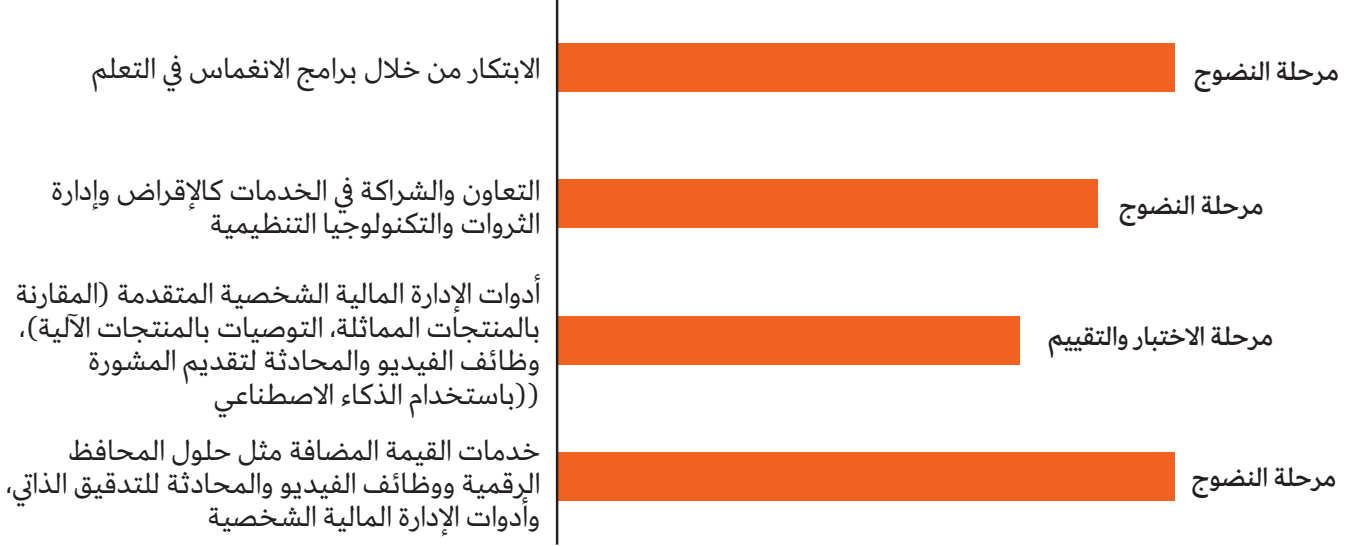 الابتكار من خلال برامج الانغماس في التعلم
مرحلة النضوج
التعاون والشراكة في الخدمات كالإقراض وإدارة
الثروات والتكنولوجيا التنظيمية
مرحلة النضوج
أدوات الإدارة المالية الشخصية المتقدمة (المقارنة
بالمنتجات المماثلة، التوصيات بالمنتجات الآلية)،
وظائف الفيديو والمحادثة لتقديم المشورة
((باستخدام الذكاء الاصطناعي
مرحلة الاختبار والتقييم
خدمات القيمة المضافة مثل حلول المحافظ
الرقمية ووظائف الفيديو والمحادثة للتدقيق الذاتي،
وأدوات الإدارة المالية الشخصية
مرحلة النضوج